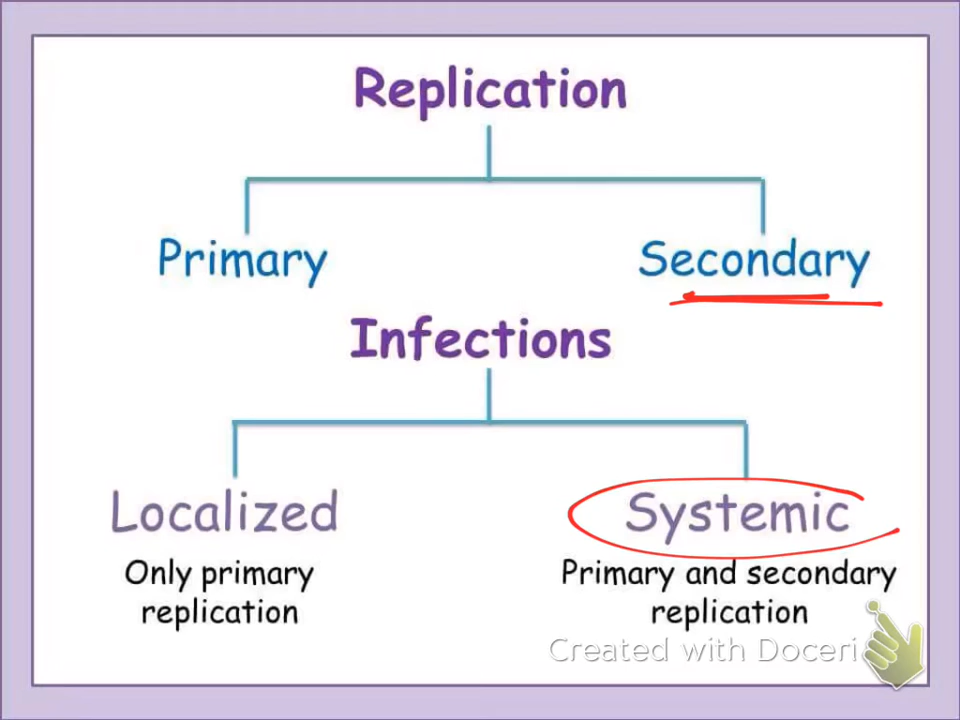 Replication
Primary Secondary
Infections
Localized Systemic
Only primary
replication
Primary and secondary
replication
Created with Doceri